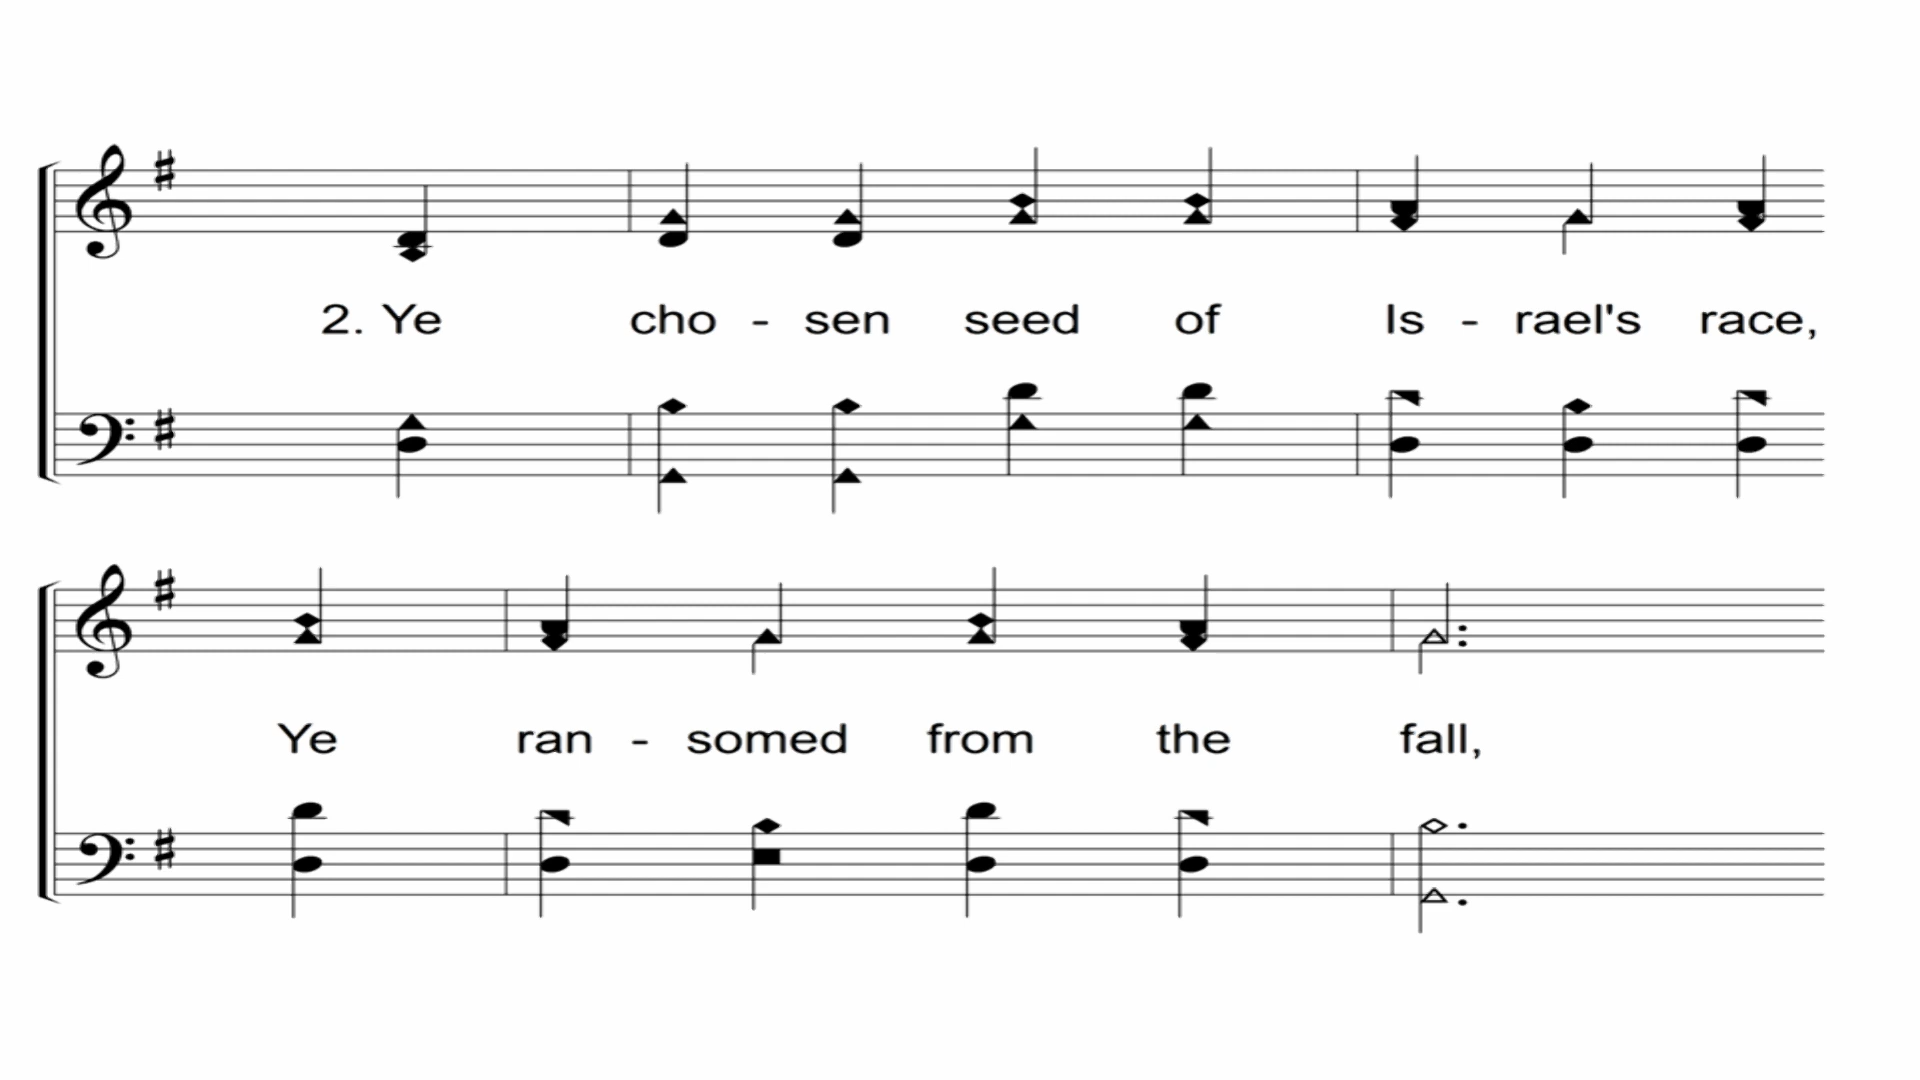 2. Ye cho - sen seed of Is - rael's race,
Ye ran - somed from the fall,